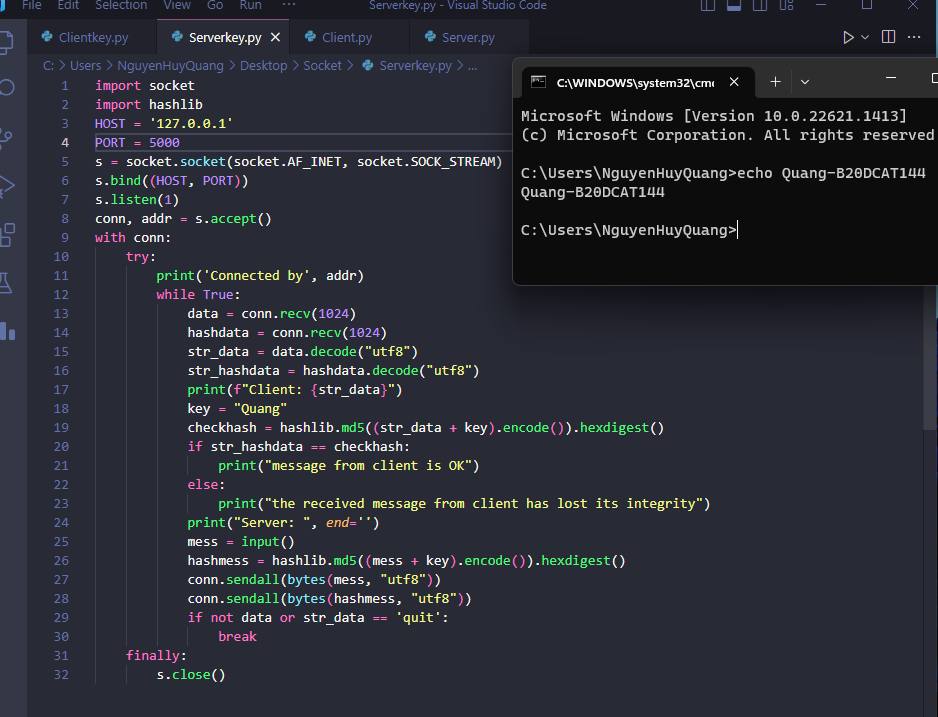 File Edit Selection View Go Run ··· Serverkey.py - Visual Studio Code
Clientkey.py Serverkey.py Client.py Server.py
C: > Users > NguyenHuyQuang > Desktop > Socket > Serverkey.py > ...
1 import socket
2 import hashlib
3 HOST = '127.0.0.1'
4 PORT = 5000
5 s = socket.socket(socket.AF_INET, socket.SOCK_STREAM)
6 s.bind((HOST, PORT))
7 s.listen(1)
8 conn, addr = s.accept()
9 with conn:
10 try:
11 print('Connected by', addr)
12 while True:
13 data = conn.recv(1024)
14 hashdata = conn.recv(1024)
15 str_data = data.decode("utf8")
16 str_hashdata = hashdata.decode("utf8")
17 print(f"Client: {str_data}")
18 key = "Quang"
19 checkhash = hashlib.md5((str_data + key).encode()).hexdigest()
20 if str_hashdata == checkhash:
21 print("message from client is OK")
22 else:
23 print("the received message from client has lost its integrity")
24 print("Server: ", end='')
25 mess = input()
26 hashmess = hashlib.md5((mess + key).encode()).hexdigest()
27 conn.sendall(bytes(mess, "utf8"))
28 conn.sendall(bytes(hashmess, "utf8"))
29 if not data or str_data == 'quit':
30 break
31 finally:
32 s.close()
C:\WINDOWS\system32\cmc
Microsoft Windows [Version 10.0.22621.1413]
(c) Microsoft Corporation. All rights reserved
C:\Users\NguyenHuyQuang>echo Quang-B20DCAT144
Quang-B20DCAT144
C:\Users\NguyenHuyQuang>